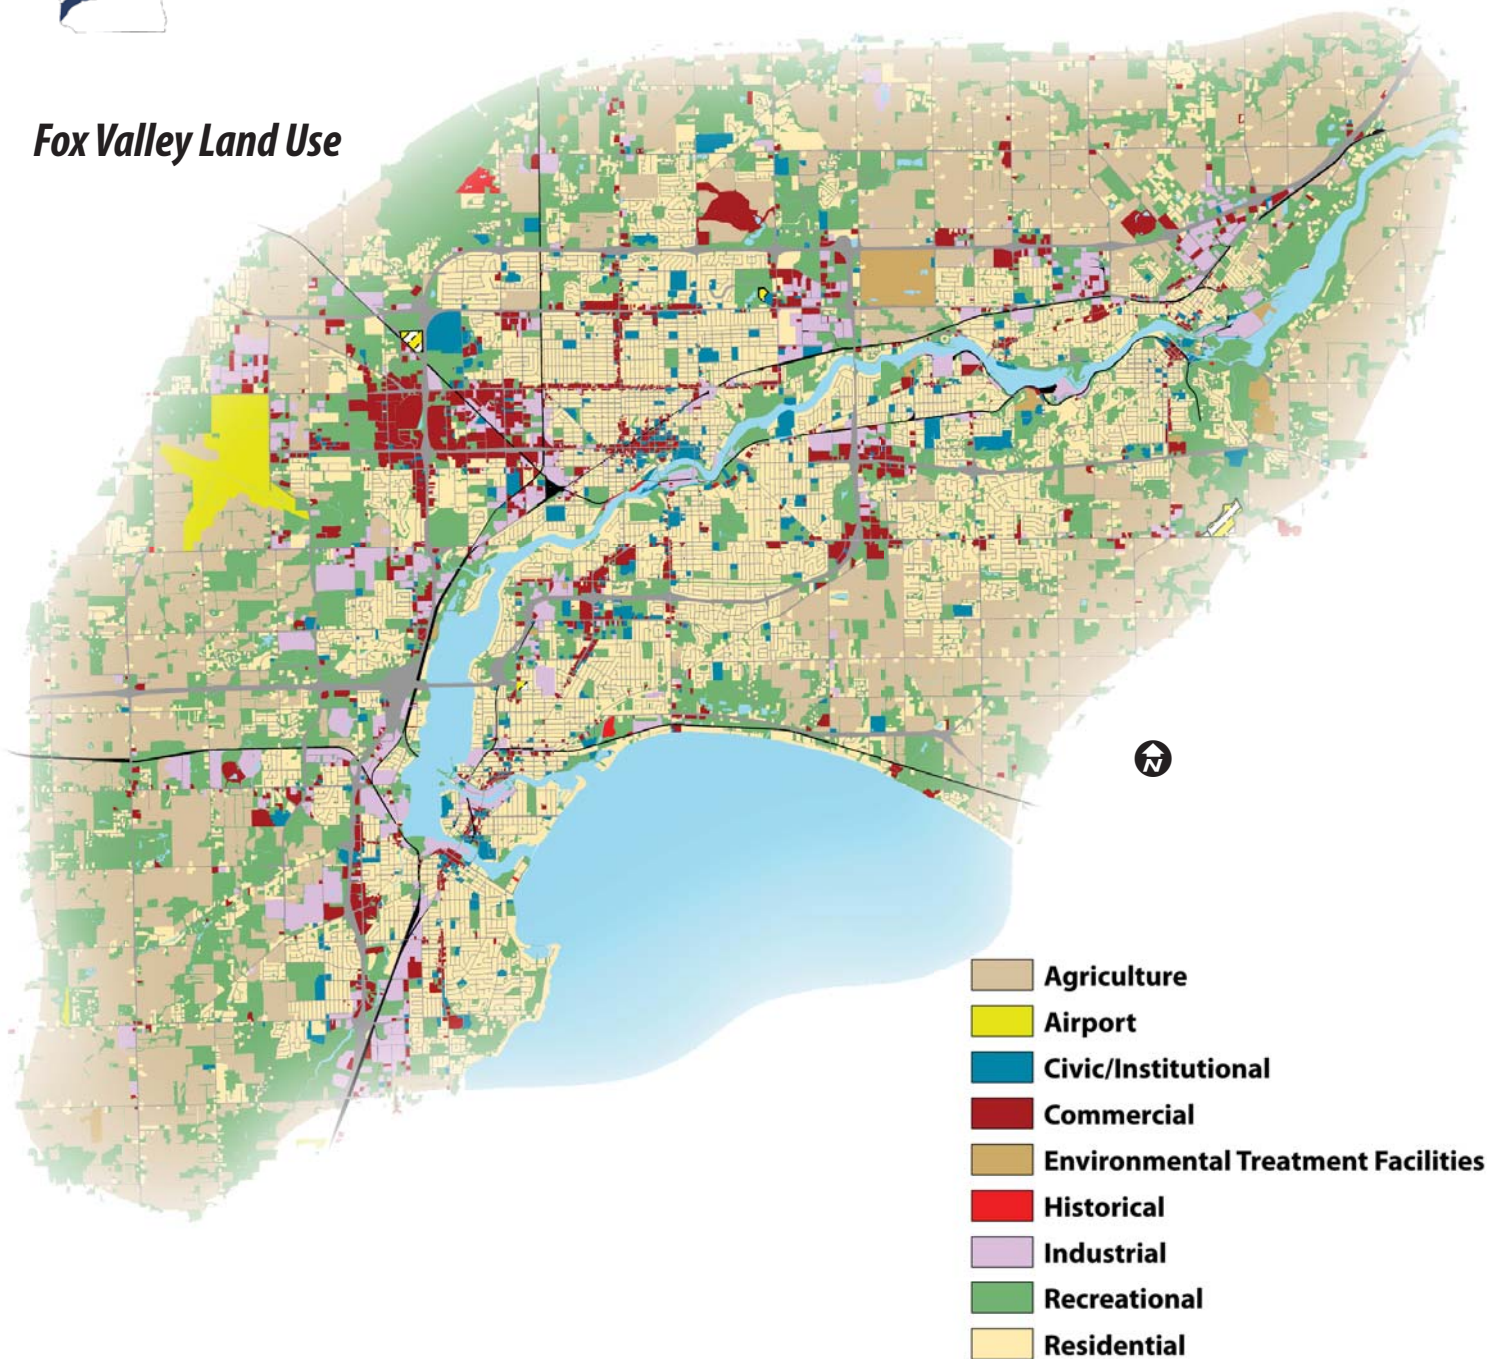 Fox Valley Land Use
N
Agriculture
Airport
Civic/Institutional
Commercial
Environmental Treatment Facilities
Historical
Industrial
Recreational
Residential